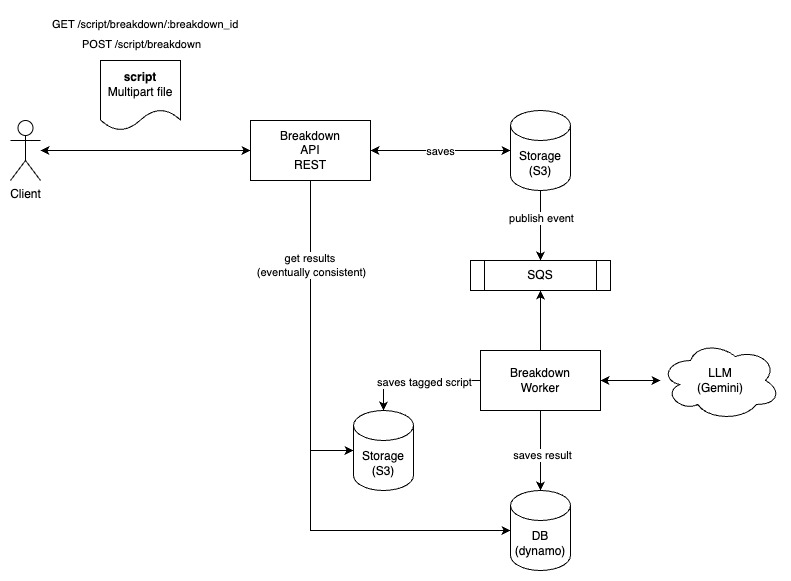 GET /script/breakdown/:breakdown_id
POST /script/breakdown
script
Multipart file
Client
Breakdown
API
REST
saves
Storage
(S3)
publish event
SQS
get results
(eventually consistent)
Breakdown
Worker
LLM
(Gemini)
saves tagged script
Storage
(S3)
saves result
DB
(dynamo)